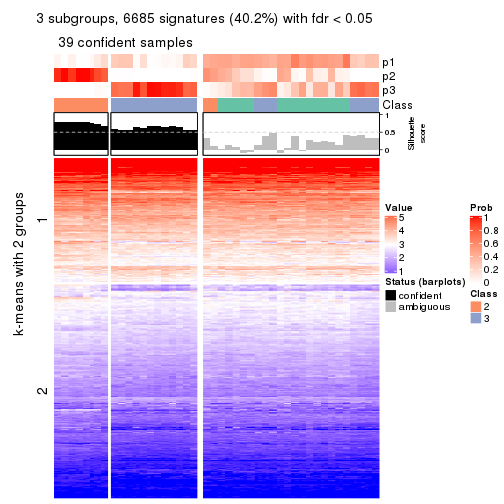 3 subgroups, 6685 signatures (40.2%) with fdr < 0.05
39 confident samples
p1
p2
p3
Class
1
0.5
0
Silhouette
score
k-means with 2 groups
1
2
Value
5
4
3
2
1
Status (barplots)
confident
ambiguous
Prob
1
0.8
0.6
0.4
0.2
0
Class
2
3